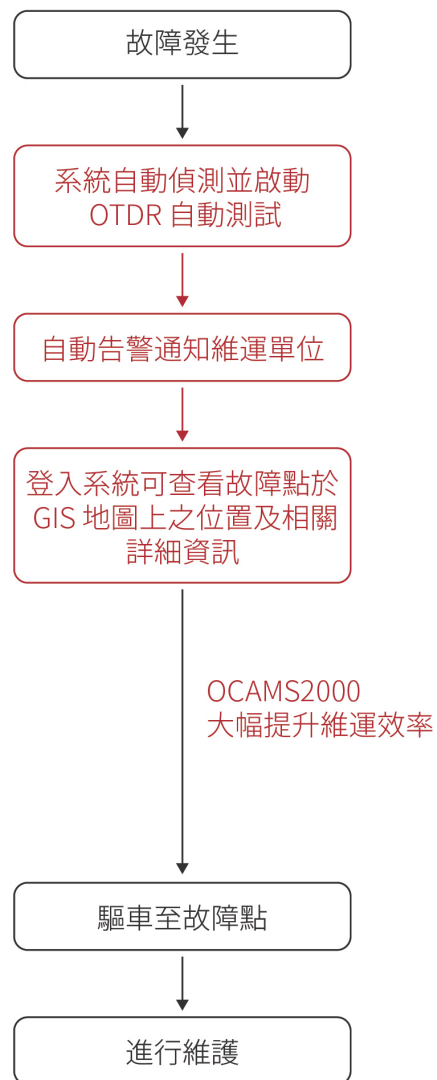 故障發生
系統自動偵測並啟動
OTDR 自動測試
自動告警通知維運單位
登入系統可查看故障點於
GIS 地圖上之位置及相關
詳細資訊
OCAMS2000
大幅提升維運效率
驅車至故障點
進行維護